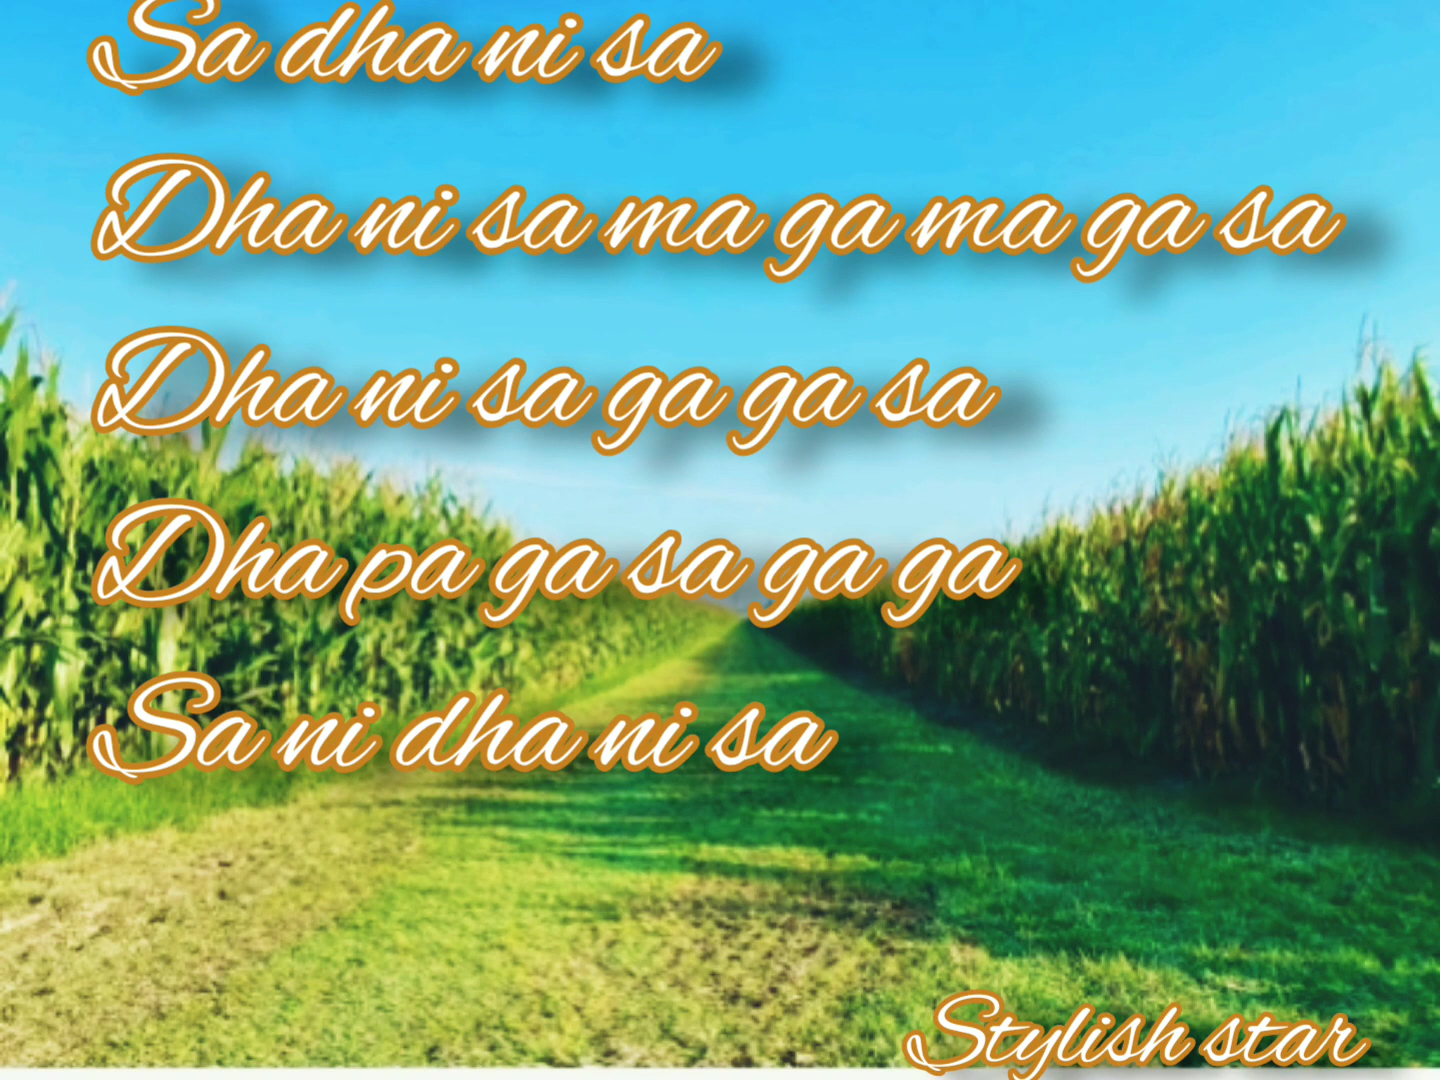 Sa dha ni sa
Dha ni sa ma ga ma ga sa
Dha ni sa ga ga sa
Dha pa ga sa ga ga
Sa ni dha ni sa
Stylish star